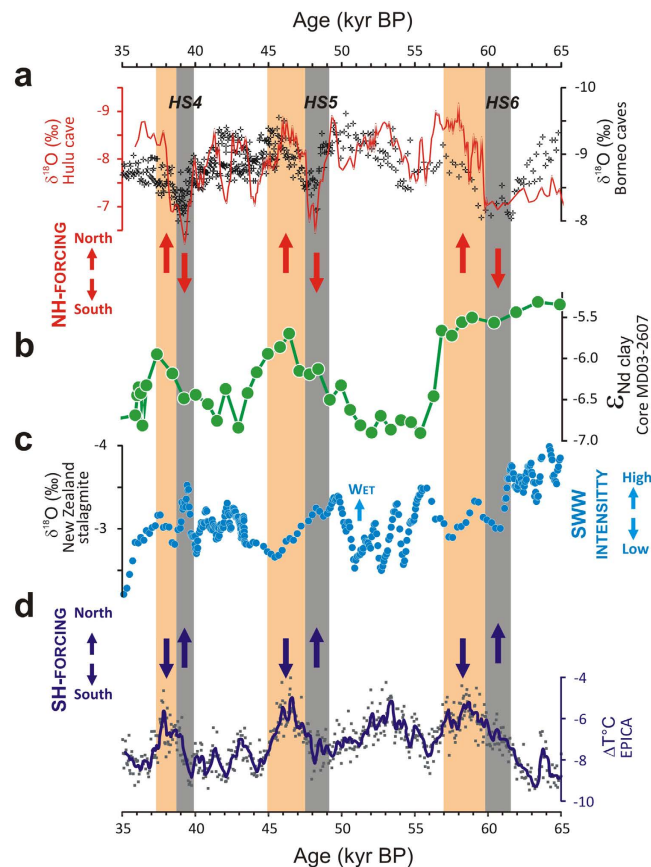 Age (kyr BP)
35 40 45 50 55 60 65
a
HS4 HS5 HS6
-9
-8
-7
δ18O (‰)
Hulu cave
-10
-9
-8
δ18O (‰)
Borneo caves
NH-FORCING
North
South
b
-5.5
-6.0
-6.5
-7.0
εNd clay
Core MD03-2607
c
-4
-3
δ18O (‰)
New Zealand
stalagmite
WET
SWW
INTENSITTY
High
Low
d
SH-FORCING
North
South
-4
-6
-8
-10
ΔT°C
EPICA
35 40 45 50 55 60 65
Age (kyr BP)